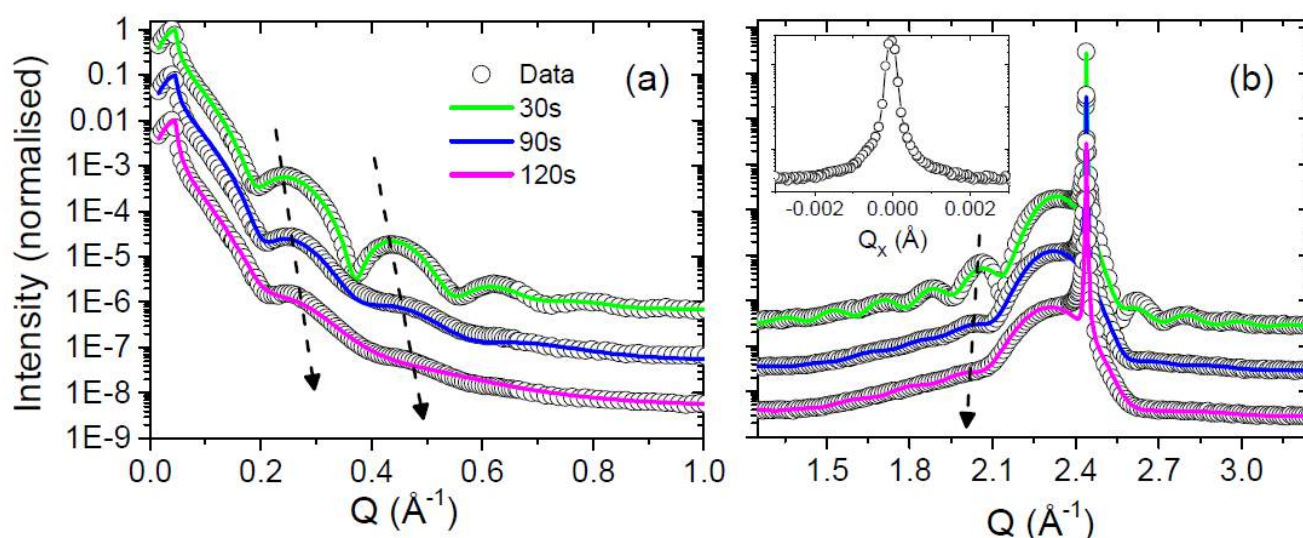 Intensity (normalised)
1
0.1
0.01
1E-3
1E-4
1E-5
1E-6
1E-7
1E-8
1E-9
0.0 0.2 0.4 0.6 0.8 1.0
Q (Å⁻¹)
(a)
Data
30s
90s
120s
(b)
-0.002 0.000 0.002
Qₓ (Å)
1.5 1.8 2.1 2.4 2.7 3.0
Q (Å⁻¹)